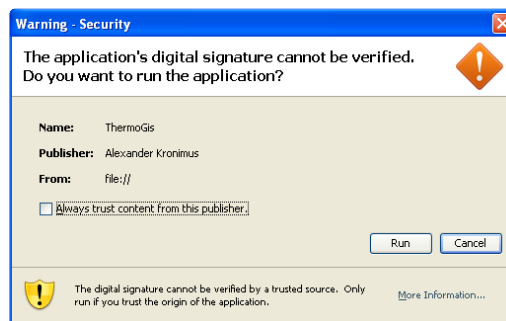 Warning - Security
The application's digital signature cannot be verified.
Do you want to run the application?
Name: ThermoGis
Publisher: Alexander Kronimus
From: file://
Always trust content from this publisher.
Run Cancel
The digital signature cannot be verified by a trusted source. Only
run if you trust the origin of the application.
More Information...